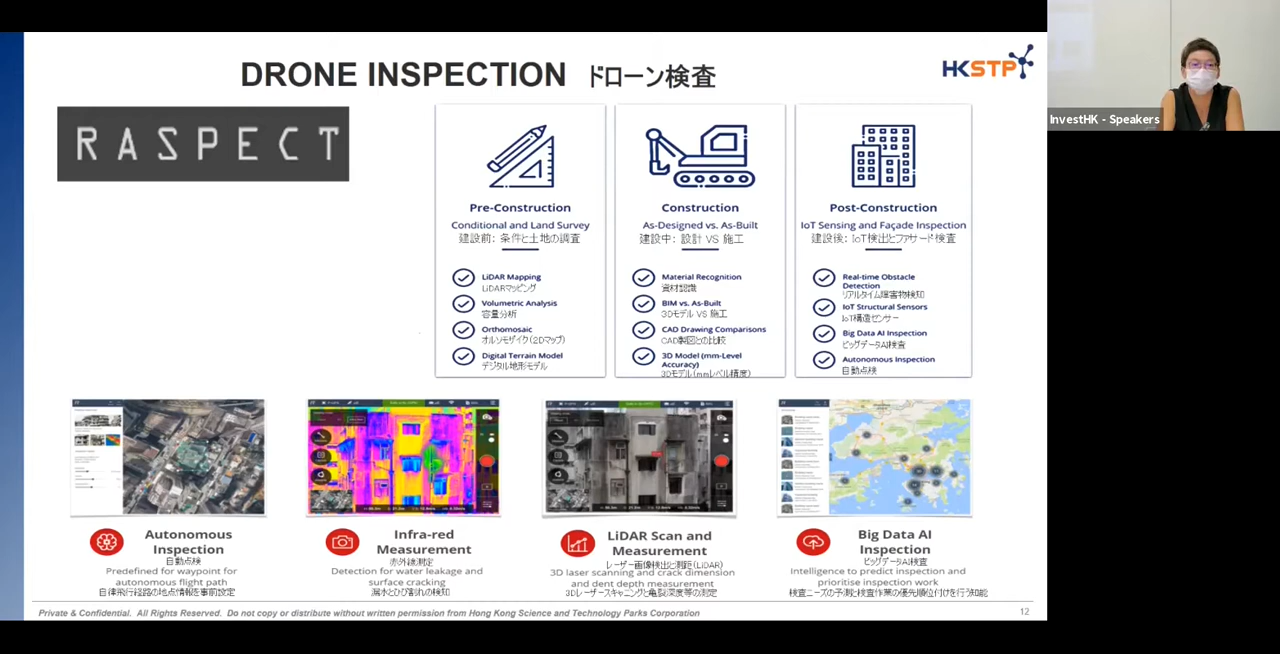 DRONE INSPECTION ドローン検査
HKSTP
InvestHK - Speakers
RASPECT
Pre-Construction
Conditional and Land Survey
建設前: 条件と土地の調査
LiDAR Mapping
LiDARマッピング
Volumetric Analysis
容量分析
Orthomosaic
オルソモザイク(2Dマップ)
Digital Terrain Model
デジタル地形モデル
Construction
As-Designed vs. As-Built
建設中: 設計 VS 施工
Material Recognition
資材認識
BIM vs. As-Built
3Dモデル VS 施工
CAD Drawing Comparisons
CAD製図との比較
3D Model (mm-Level
Accuracy)
3Dモデル(mmレベル精度)
Post-Construction
IoT Sensing and Façade Inspection
建設後: IoT検出とファサード検査
Real-time Obstacle
Detection
リアルタイム障害物検知
IoT Structural Sensors
IoT構造センサー
Big Data AI Inspection
ビッグデータAI検査
Autonomous Inspection
自動点検
Autonomous
Inspection
自動点検
Predefined for waypoint for
autonomous flight path
自律飛行経路の地点情報を事前設定
Infra-red
Measurement
赤外線測定
Detection for water leakage and
surface cracking
漏水とひび割れの検知
LiDAR Scan and
Measurement
レーザー画像検出と測距(LiDAR)
3D laser scanning and crack dimension
and dent depth measurement
3Dレーザースキャニングと亀裂深度等の測定
Big Data AI
Inspection
ビッグデータAI検査
Intelligence to predict inspection and
prioritise inspection work
検査ニーズの予測と検査作業の優先順位付けを行う知能
Private & Confidential. All Rights Reserved. Do not copy or distribute without written permission from Hong Kong Science and Technology Parks Corporation
12